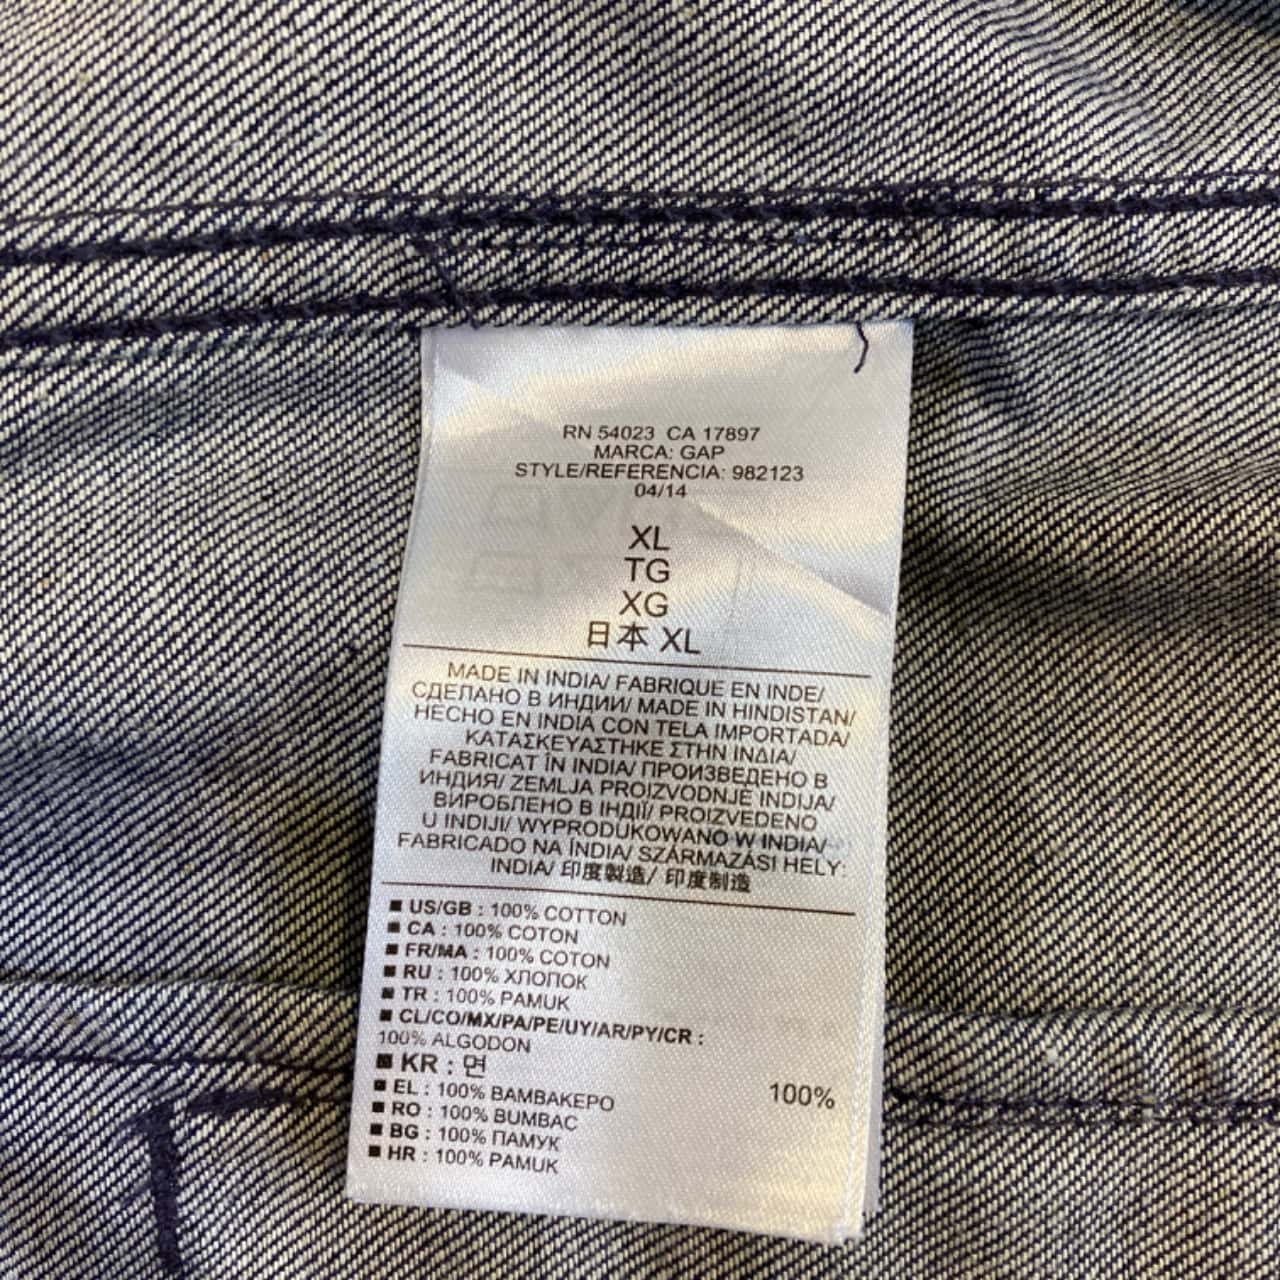 RN 54023 CA 17897
MARCA: GAP
STYLE/REFERENCIA: 982123
04/14
XL
TG
XG
日本 XL
MADE IN INDIA/ FABRIQUE EN INDE/
СДЕЛАНО В ИНДИИ/ MADE IN HINDISTAN/
HECHO EN INDIA CON TELA IMPORTADA/
ΚΑΤΑΣΚΕΥΑΣΤΗΚΕ ΣΤΗΝ ΙΝΔΙΑ/
FABRICAT ÎN INDIA/ ПРОИЗВЕДЕНО В
ИНДИЯ/ ZEMLJA PROIZVODNJE INDIJA/
ВИРОБЛЕНО В ІНДІЇ/ PROIZVEDENO
U INDIJI/ WYPRODUKOWANO W INDIA/
FABRICADO NA ÍNDIA/ SZÁRMAZÁSI HELY:
INDIA/ 印度製造/ 印度制造
■ US/GB : 100% COTTON
■ CA : 100% COTON
■ FR/MA : 100% COTON
■ RU : 100% ХЛОПОК
■ TR : 100% PAMUK
■ CL/CO/MX/PA/PE/UY/AR/PY/CR :
100% ALGODON
■ KR : 면 100%
■ EL : 100% ΒΑΜΒΑΚΕΡΟ
■ RO : 100% BUMBAC
■ BG : 100% ПАМУК
■ HR : 100% PAMUK